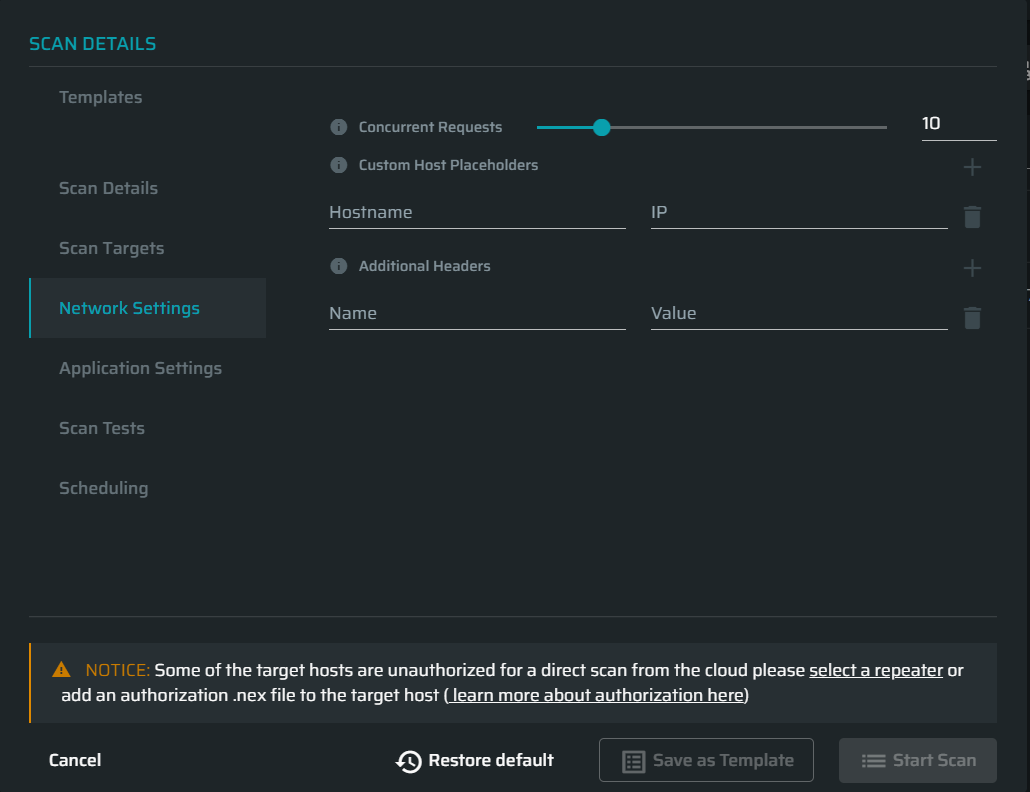 SCAN DETAILS
Templates
Scan Details
Scan Targets
Network Settings
Application Settings
Scan Tests
Scheduling
Concurrent Requests 10
Custom Host Placeholders
Hostname IP
Additional Headers
Name Value
NOTICE: Some of the target hosts are unauthorized for a direct scan from the cloud please select a repeater or
add an authorization .nex file to the target host ( learn more about authorization here)
Cancel Restore default Save as Template Start Scan